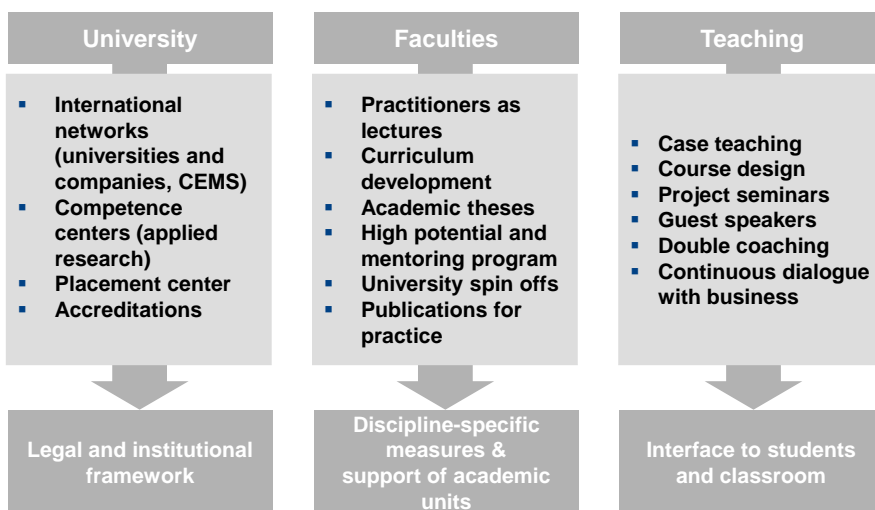 University
▪ International
networks
(universities and
companies, CEMS)
▪ Competence
centers (applied
research)
▪ Placement center
▪ Accreditations
Legal and institutional
framework
Faculties
▪ Practitioners as
lectures
▪ Curriculum
development
▪ Academic theses
▪ High potential and
mentoring program
▪ University spin offs
▪ Publications for
practice
Discipline-specific
measures &
support of academic
units
Teaching
▪ Case teaching
▪ Course design
▪ Project seminars
▪ Guest speakers
▪ Double coaching
▪ Continuous dialogue
with business
Interface to students
and classroom